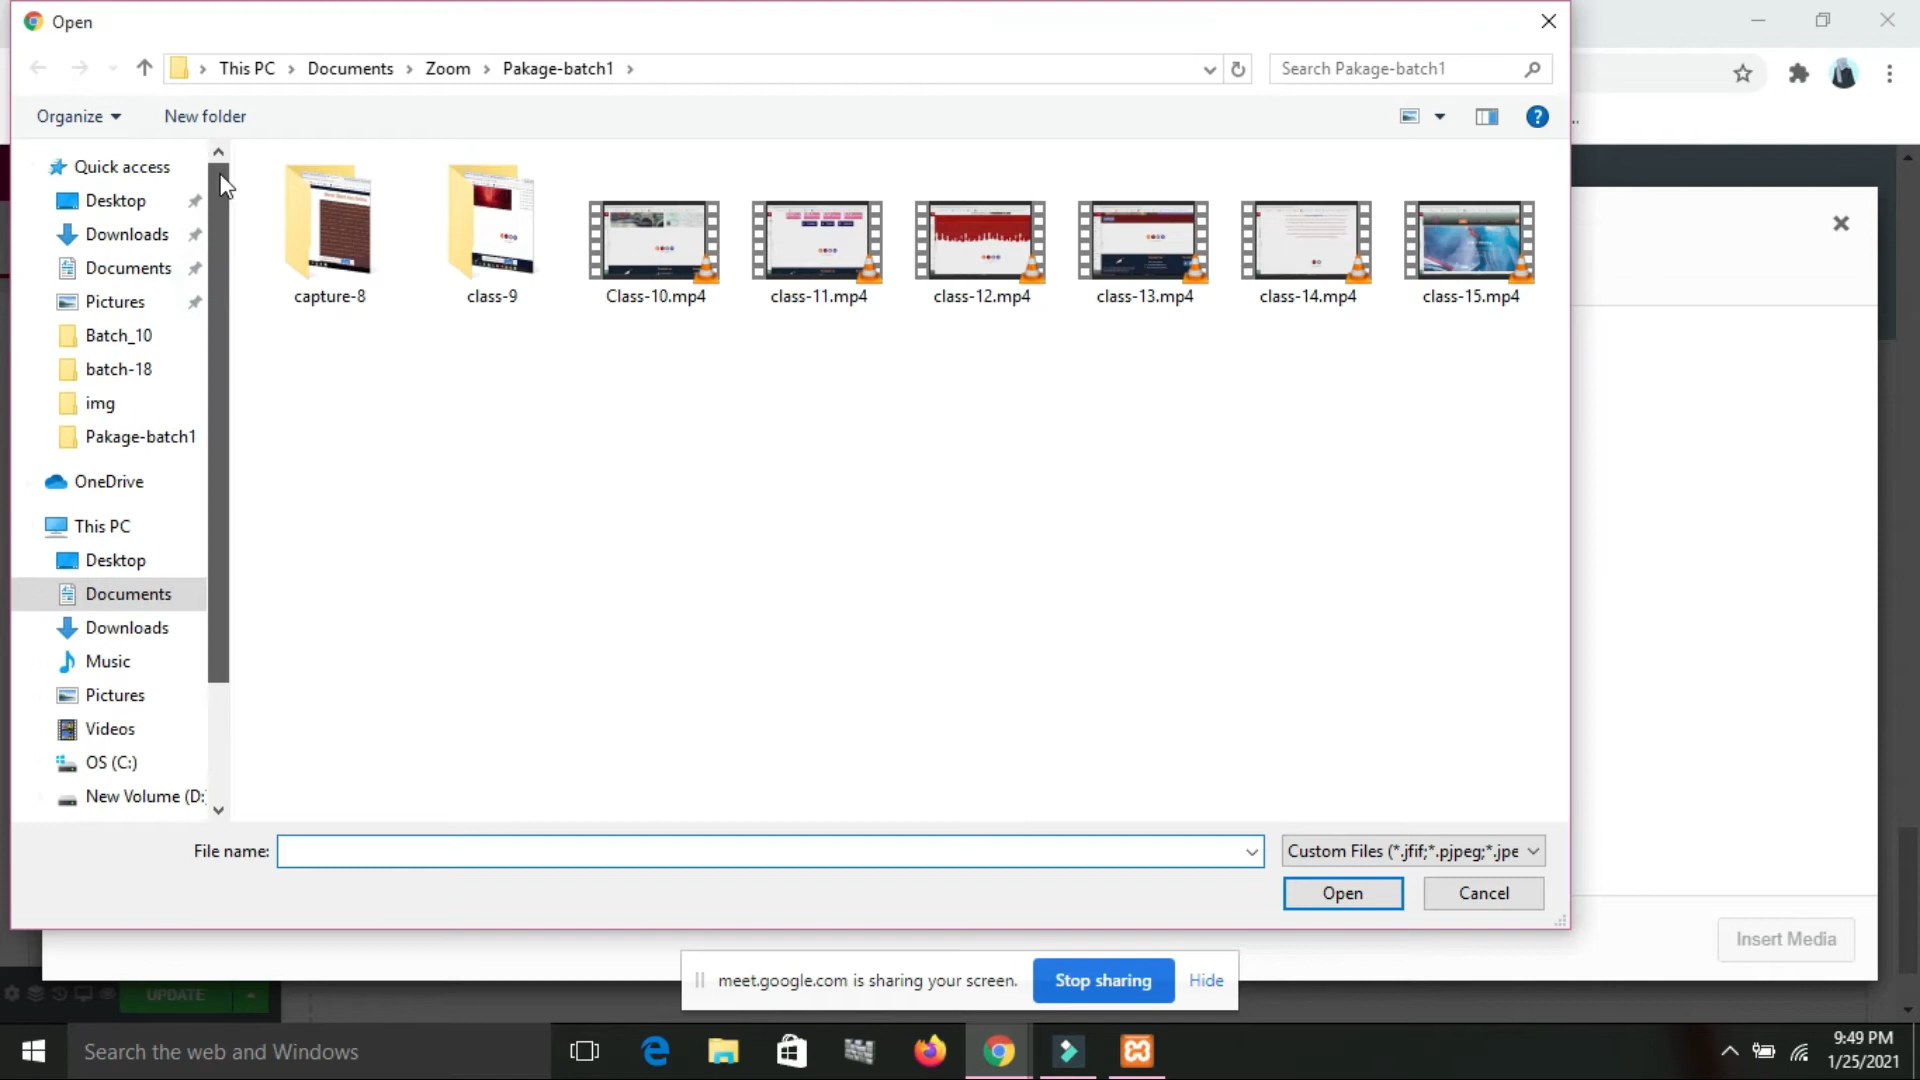 Open
This PC > Documents > Zoom > Pakage-batch1 >
Search Pakage-batch1
Organize
New folder
Quick access
Desktop
Downloads
Documents
Pictures
Batch_10
batch-18
img
Pakage-batch1
OneDrive
This PC
Desktop
Documents
Downloads
Music
Pictures
Videos
OS (C:)
New Volume (D:
capture-8
class-9
Class-10.mp4
class-11.mp4
class-12.mp4
class-13.mp4
class-14.mp4
class-15.mp4
File name:
Custom Files (*.jfif;*.pjpeg;*.jpe
Open
Cancel
Insert Media
meet.google.com is sharing your screen.
Stop sharing
Hide
UPDATE
Search the web and Windows
9:49 PM
1/25/2021